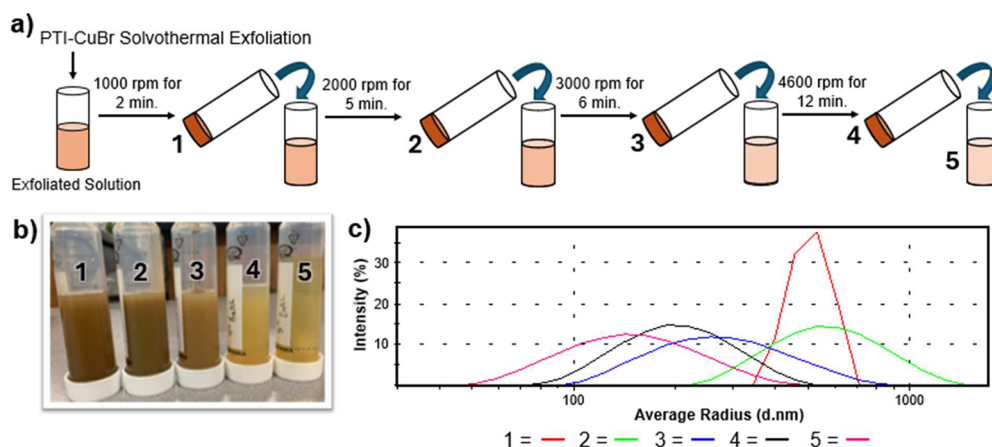 a)
PTI-CuBr Solvothermal Exfoliation
1000 rpm for
2 min.
2000 rpm for
5 min.
3000 rpm for
6 min.
4600 rpm for
12 min.
1
2
3
4
5
Exfoliated Solution
b)
1 2 3 4 5
c)
Intensity (%)
30
20
10
100 1000
Average Radius (d.nm)
1 = 2 = 3 = 4 = 5 =